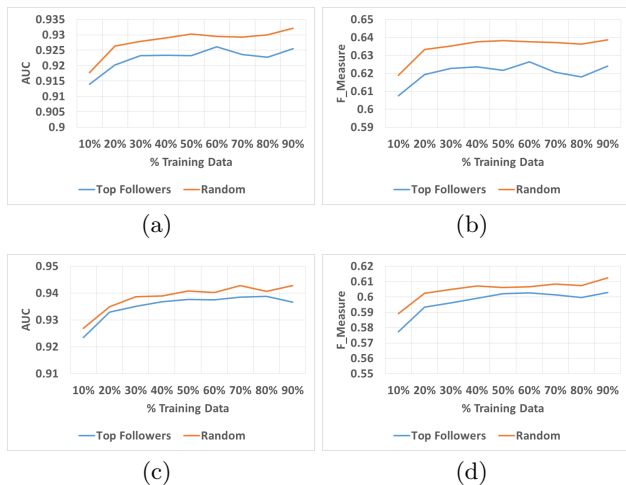 AUC
0.935
0.93
0.925
0.92
0.915
0.91
0.905
0.9
10% 20% 30% 40% 50% 60% 70% 80% 90%
% Training Data
Top Followers Random
(a)
F_Measure
0.65
0.64
0.63
0.62
0.61
0.6
0.59
10% 20% 30% 40% 50% 60% 70% 80% 90%
% Training Data
Top Followers Random
(b)
AUC
0.95
0.94
0.93
0.92
0.91
10% 20% 30% 40% 50% 60% 70% 80% 90%
% Training Data
Top Followers Random
(c)
F_Measure
0.62
0.61
0.6
0.59
0.58
0.57
0.56
0.55
10% 20% 30% 40% 50% 60% 70% 80% 90%
% Training Data
Top Followers Random
(d)